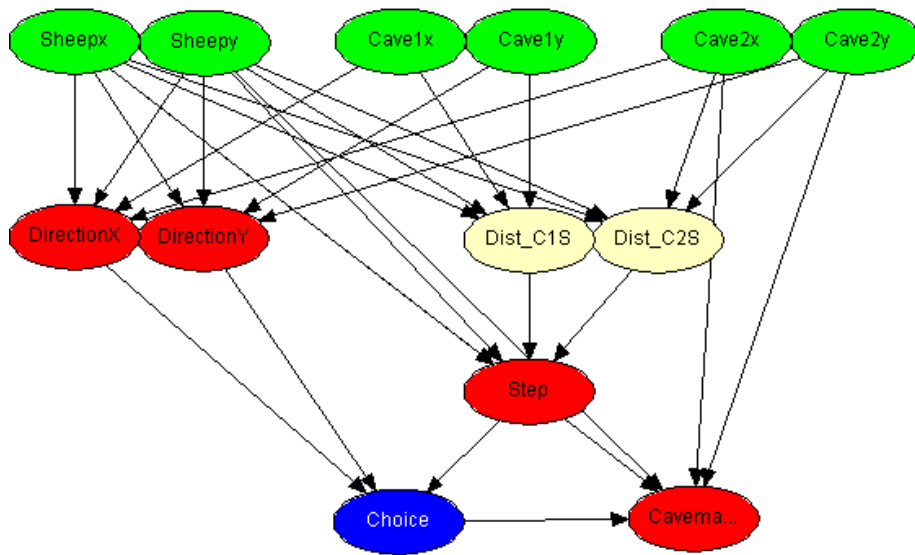 Sheepx Sheepy Cave1x Cave1y Cave2x Cave2y
DirectionX DirectionY Dist_C1S Dist_C2S
Step
Choice Cavema...